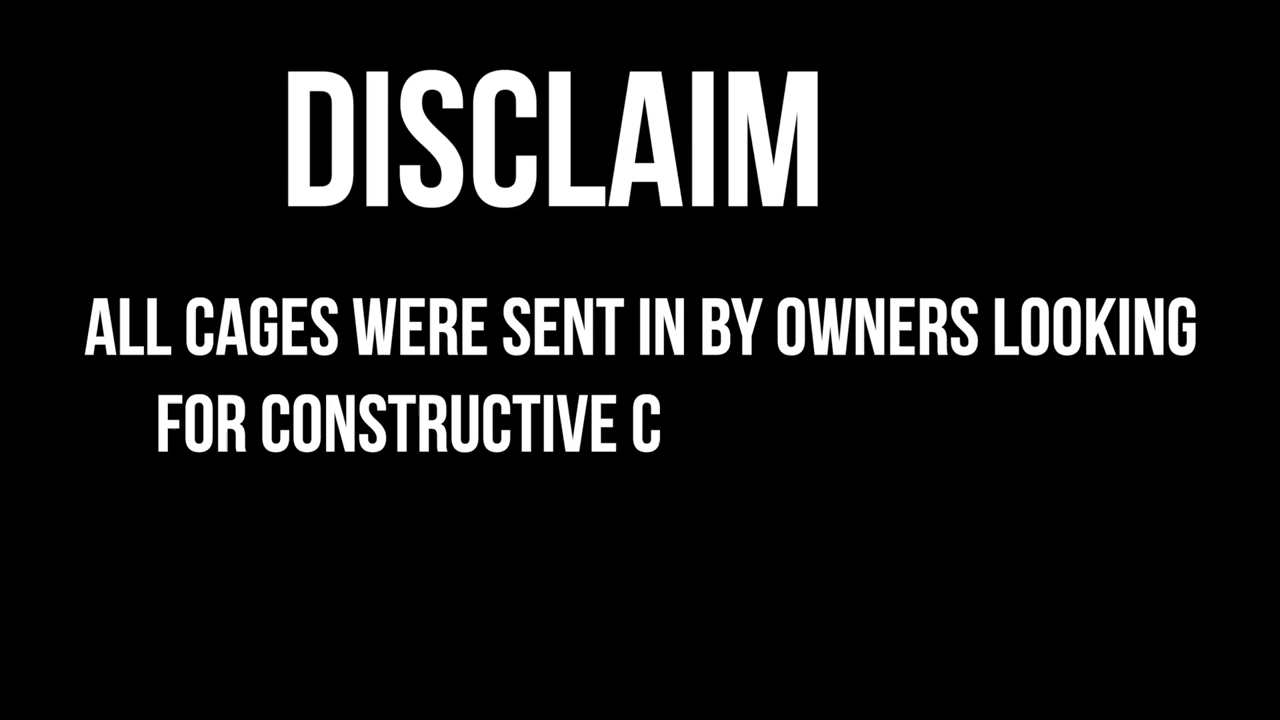 DISCLAIM
ALL CAGES WERE SENT IN BY OWNERS LOOKING
FOR CONSTRUCTIVE C